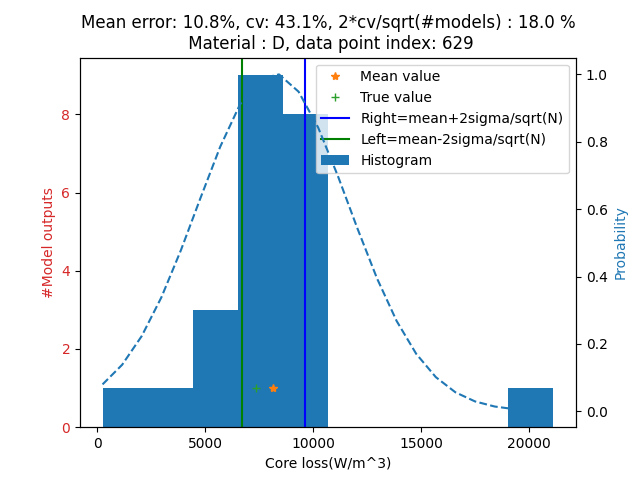 Mean error: 10.8%, cv: 43.1%, 2*cv/sqrt(#models) : 18.0 %
Material : D, data point index: 629
Mean value
True value
Right=mean+2sigma/sqrt(N)
Left=mean-2sigma/sqrt(N)
Histogram
#Model outputs
0
2
4
6
8
Probability
0.0
0.2
0.4
0.6
0.8
1.0
0
5000
10000
15000
20000
Core loss(W/m^3)